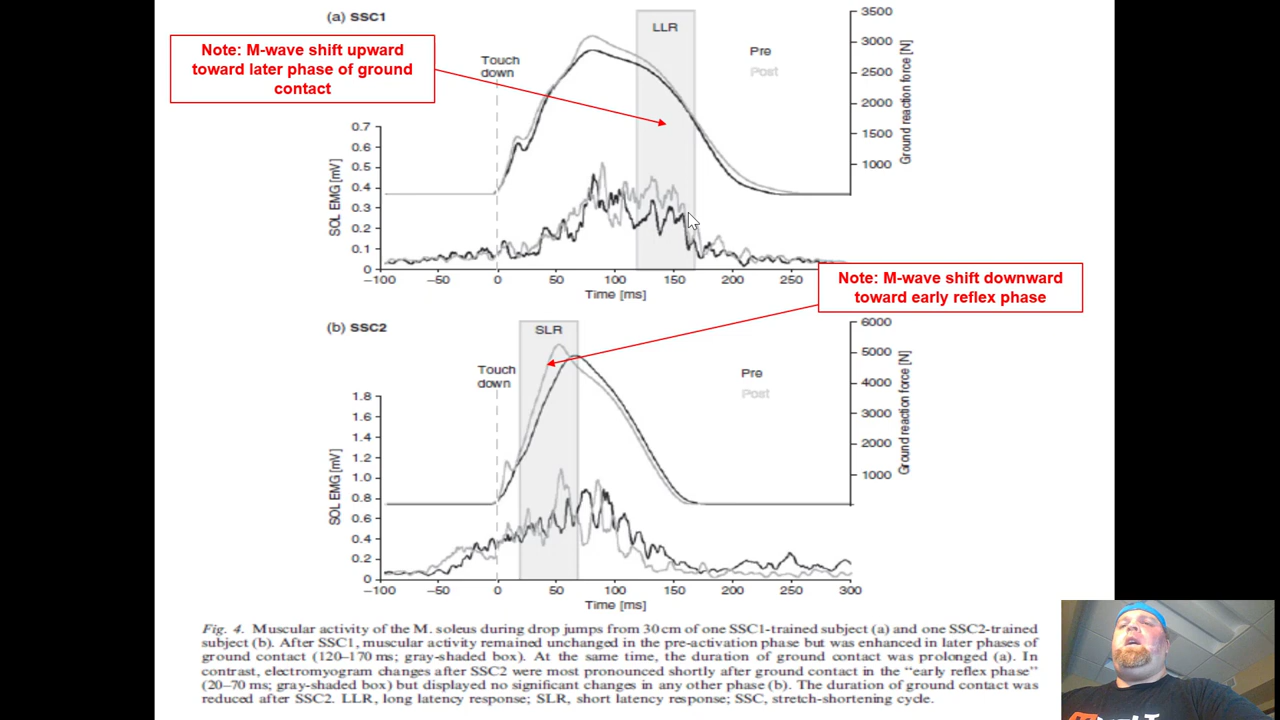 (a) SSC1
Note: M-wave shift upward
toward later phase of ground
contact
Touch
down
LLR
Pre
Post
3500
3000
2500
2000
1500
1000
Ground reaction force [N]
0.7
0.6
0.5
0.4
0.3
0.2
0.1
0
SOL EMG [mV]
−100
−50
0
50
100
150
200
250
Time [ms]
Note: M-wave shift downward
toward early reflex phase
(b) SSC2
Touch
down
SLR
Pre
Post
6000
5000
4000
3000
2000
1000
Ground reaction force [N]
1.8
1.6
1.4
1.2
1.0
0.8
0.6
0.4
0.2
0
SOL EMG [mV]
−100
−50
0
50
100
150
200
250
300
Time [ms]
Fig. 4. Muscular activity of the M. soleus during drop jumps from 30 cm of one SSC1-trained subject (a) and one SSC2-trained
subject (b). After SSC1, muscular activity remained unchanged in the pre-activation phase but was enhanced in later phases of
ground contact (120–170 ms; gray-shaded box). At the same time, the duration of ground contact was prolonged (a). In
contrast, electromyogram changes after SSC2 were most pronounced shortly after ground contact in the "early reflex phase"
(20–70 ms; gray-shaded box) but displayed no significant changes in any other phase (b). The duration of ground contact was
reduced after SSC2. LLR, long latency response; SLR, short latency response; SSC, stretch-shortening cycle.